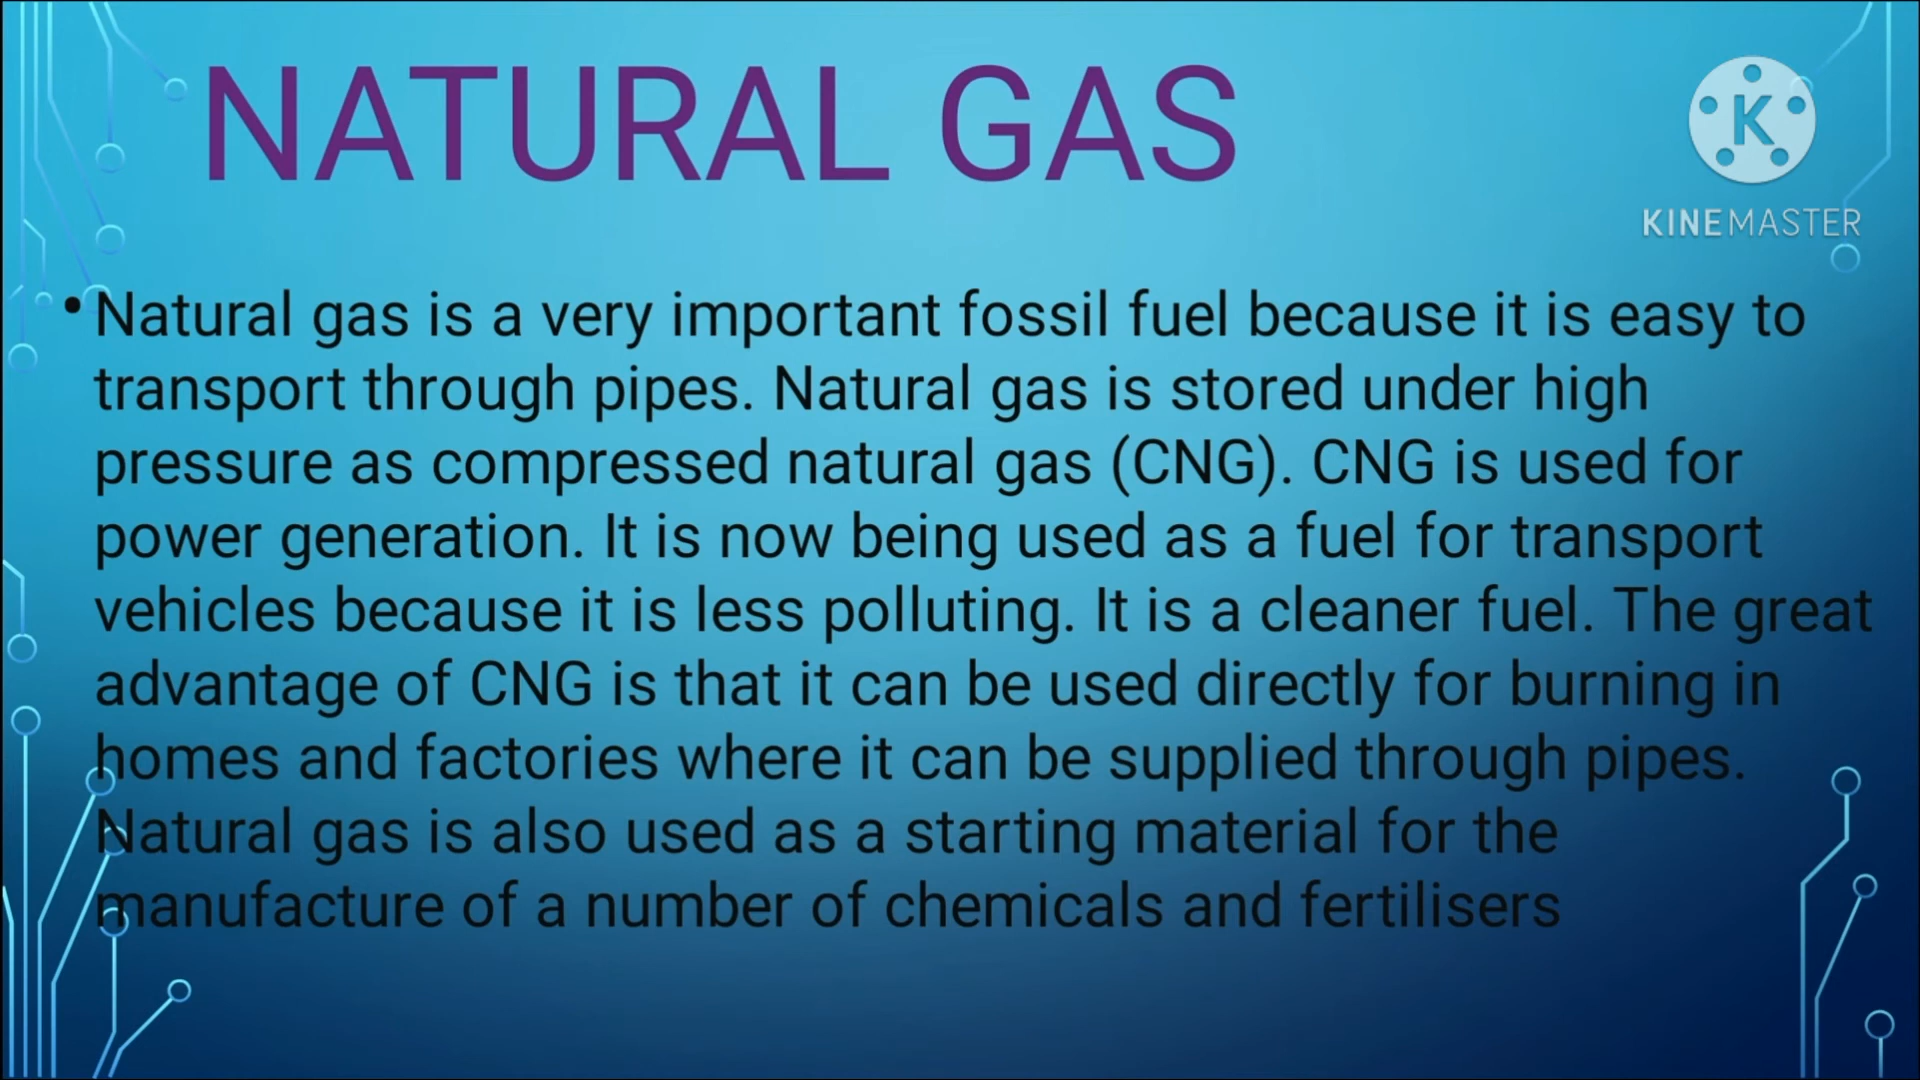 NATURAL GAS
K
KINEMASTER
• Natural gas is a very important fossil fuel because it is easy to
transport through pipes. Natural gas is stored under high
pressure as compressed natural gas (CNG). CNG is used for
power generation. It is now being used as a fuel for transport
vehicles because it is less polluting. It is a cleaner fuel. The great
advantage of CNG is that it can be used directly for burning in
homes and factories where it can be supplied through pipes.
Natural gas is also used as a starting material for the
manufacture of a number of chemicals and fertilisers